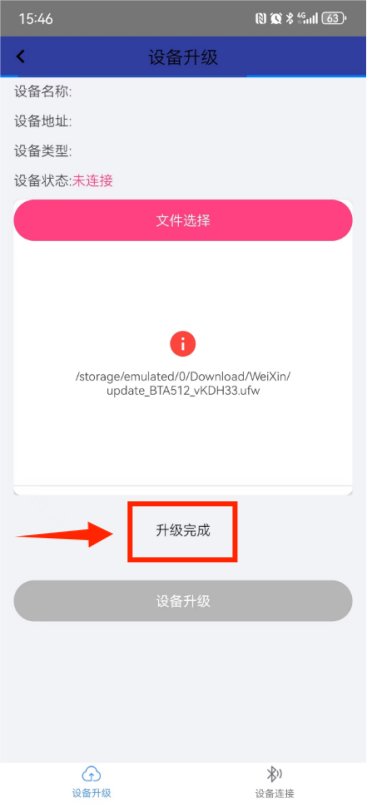 15:46
4G
63
设备升级
设备名称:
设备地址:
设备类型:
设备状态:未连接
文件选择
/storage/emulated/0/Download/WeiXin/
update_BTA512_vKDH33.ufw
升级完成
设备升级
设备升级
设备连接